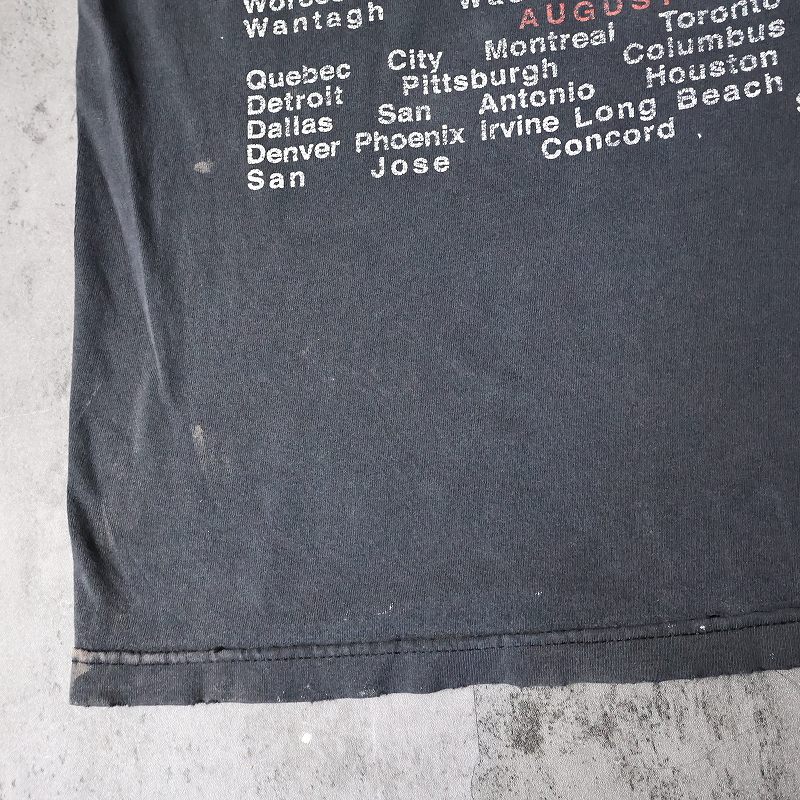 Wantagh
AUGUST
Quebec City Montreal Toronto
Detroit Pittsburgh Columbus
Dallas San Antonio Houston
Denver Phoenix Irvine Long Beach
San Jose Concord